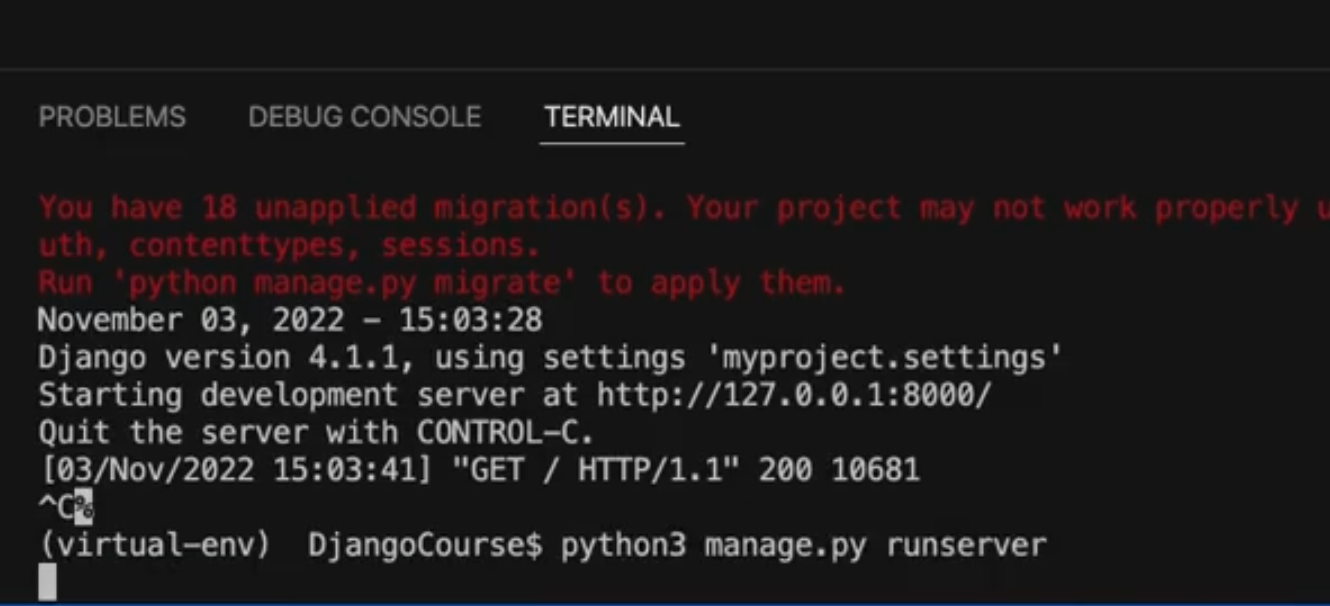 PROBLEMS DEBUG CONSOLE TERMINAL
You have 18 unapplied migration(s). Your project may not work properly
uth, contenttypes, sessions.
Run 'python manage.py migrate' to apply them.
November 03, 2022 - 15:03:28
Django version 4.1.1, using settings 'myproject.settings'
Starting development server at http://127.0.0.1:8000/
Quit the server with CONTROL-C.
[03/Nov/2022 15:03:41] "GET / HTTP/1.1" 200 10681
^C%
(virtual-env) DjangoCourse$ python3 manage.py runserver